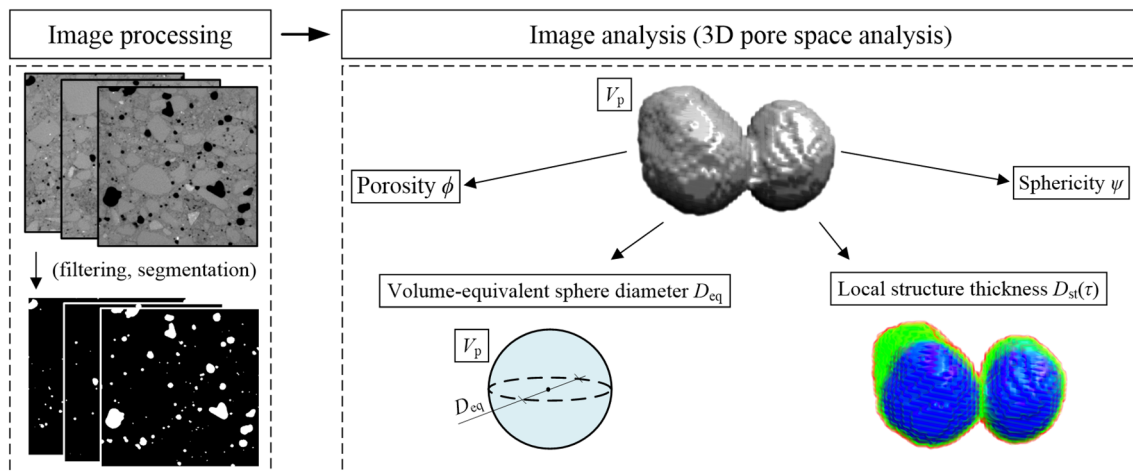 Image processing
Image analysis (3D pore space analysis)
Vp
Porosity ϕ
Sphericity ψ
(filtering, segmentation)
Volume-equivalent sphere diameter Deq
Local structure thickness Dst(τ)
Vp
Deq